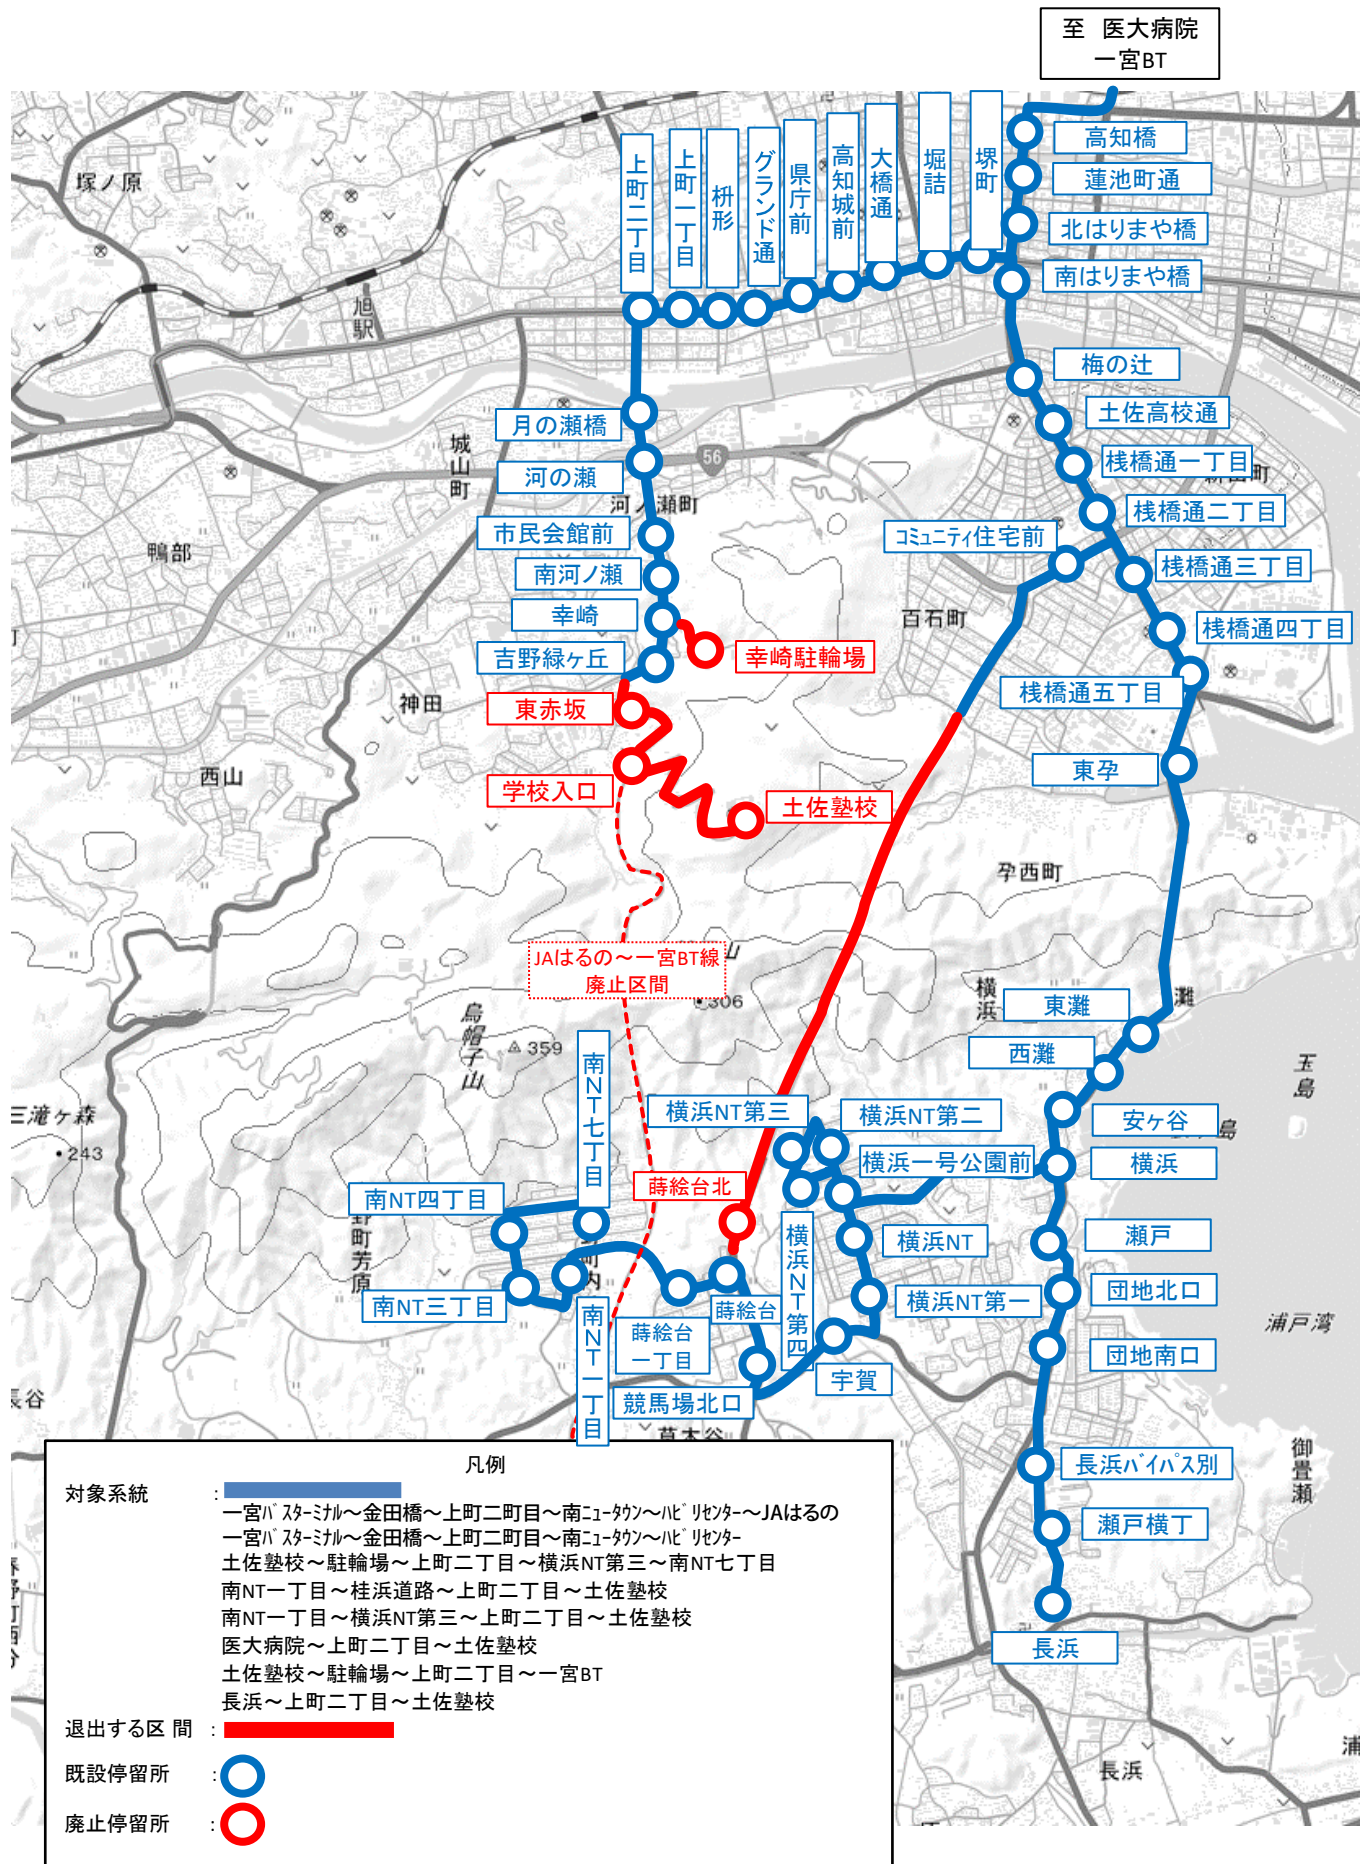 至 医大病院
一宮BT
高知橋
蓮池町通
北はりまや橋
南はりまや橋
上町二丁目
上町一丁目
枡形
グランド通
県庁前
高知城前
大橋通
堀詰
堺町
塚ノ原
旭駅
梅の辻
土佐高校通
桟橋通一丁目
桟橋通二丁目
桟橋通三丁目
桟橋通四丁目
桟橋通五丁目
月の瀬橋
城山町
56
河の瀬
河ノ瀬町
市民会館前
コミュニティ住宅前
鴨部
南河ノ瀬
幸崎
百石町
吉野緑ヶ丘
幸崎駐輪場
神田
東赤坂
東孕
西山
学校入口
土佐塾校
孕西町
JAはるの～一宮BT線
廃止区間
山
306
横浜
灘
東灘
烏帽子山
359
西灘
玉島
南NT七丁目
三滝ヶ森
243
横浜NT第三
横浜NT第二
安ヶ谷
島
横浜一号公園前
横浜
蒔絵台北
南NT四丁目
野町芳原
町内
横浜NT第四
横浜NT
瀬戸
南NT三丁目
南NT一丁目
蒔絵台
蒔絵台
一丁目
横浜NT第一
団地北口
浦戸湾
団地南口
宇賀
長谷
競馬場北口
草木谷
御畳瀬
長浜バイパス別
瀬戸横丁
長浜
長浜
浦
春野町西分
凡例
対象系統 :
一宮バスターミナル～金田橋～上町二町目～南ニュータウン～ハビリセンター～JAはるの
一宮バスターミナル～金田橋～上町二町目～南ニュータウン～ハビリセンター
土佐塾校～駐輪場～上町二丁目～横浜NT第三～南NT七丁目
南NT一丁目～桂浜道路～上町二丁目～土佐塾校
南NT一丁目～横浜NT第三～上町二丁目～土佐塾校
医大病院～上町二丁目～土佐塾校
土佐塾校～駐輪場～上町二丁目～一宮BT
長浜～上町二丁目～土佐塾校
退出する区 間 :
既設停留所 :
廃止停留所 :